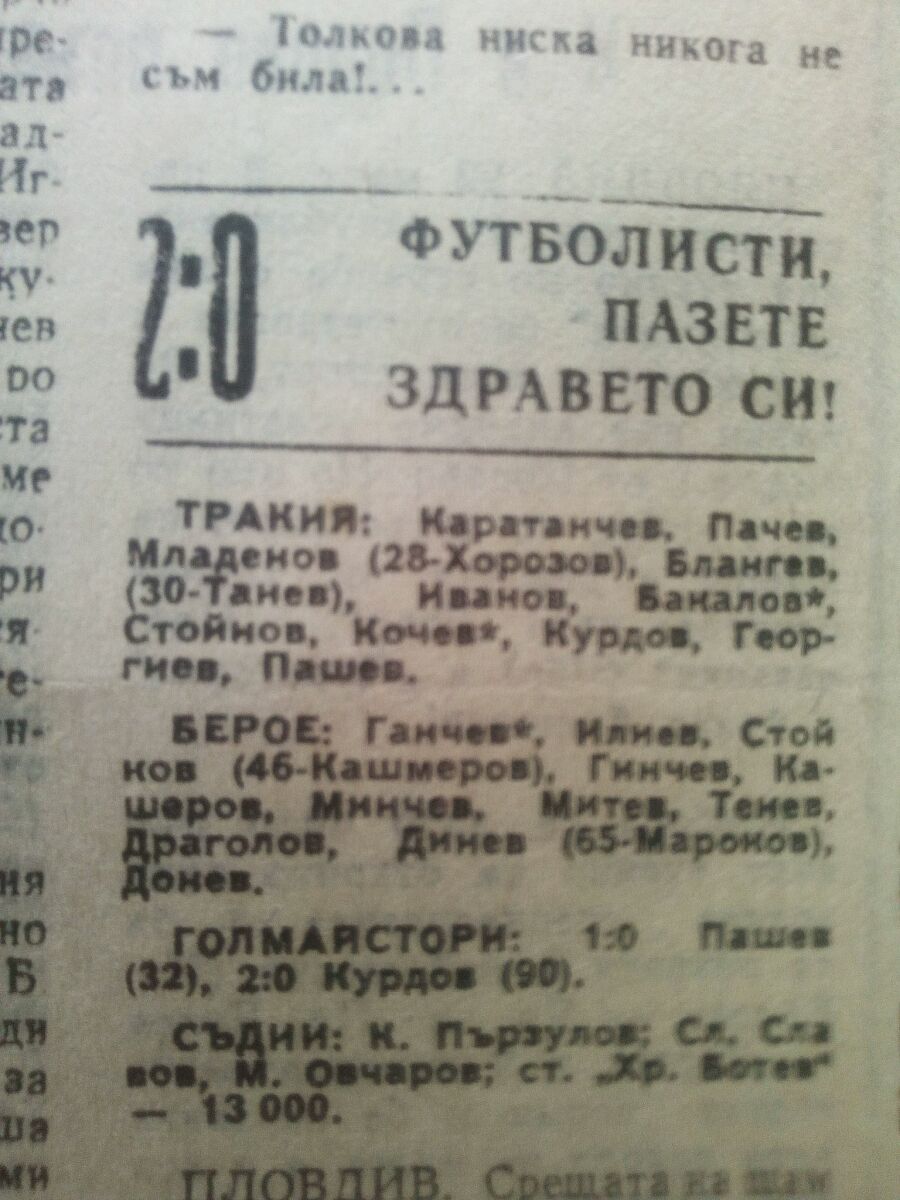 — Толкова ниска никога не
съм била!...
2:0
ФУТБОЛИСТИ,
ПАЗЕТЕ
ЗДРАВЕТО СИ!
ТРАКИЯ: Каратанчев, Пачев,
Младенов (28-Хорозов), Блангев,
(30-Танев), Иванов, Бакалов*,
Стойнов, Кочев*, Курдов, Геор-
гиев, Пашев.
БЕРОЕ: Ганчев*, Илиев, Стой
ков (46-Кашмеров), Гинчев, Ка-
шеров, Минчев, Митев, Тенев,
Драголов, Динев (65-Мароков),
Донев.
ГОЛМАЙСТОРИ: 1:0 Пашев
(32), 2:0 Курдов (90).
СЪДИИ: К. Пързулов; Сл. Сла
вов, М. Овчаров; ст. „Хр. Ботев“
— 13 000.
ПЛОВДИВ. Срещата на